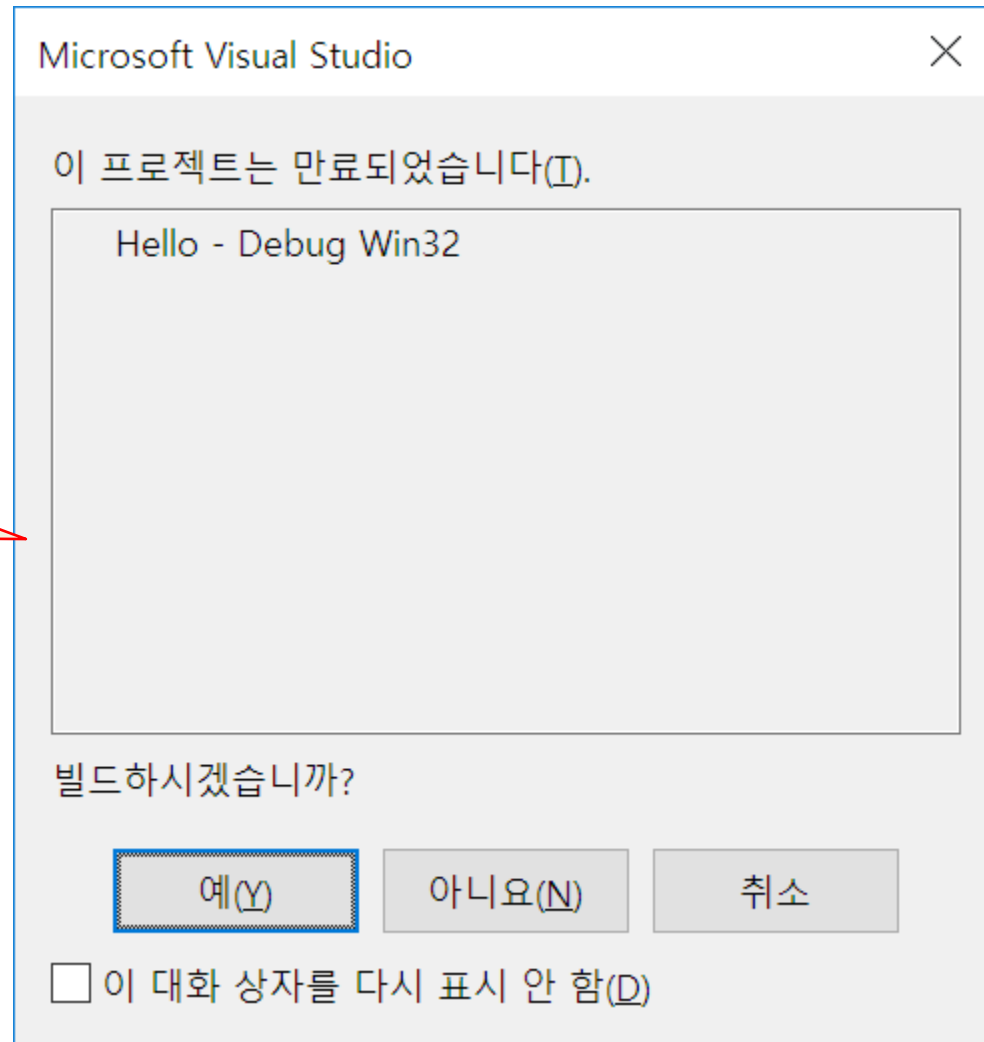 Microsoft Visual Studio
이 프로젝트는 만료되었습니다(T).
Hello - Debug Win32
빌드하시겠습니까?
예(Y) 아니요(N) 취소
이 대화 상자를 다시 표시 안 함(D)